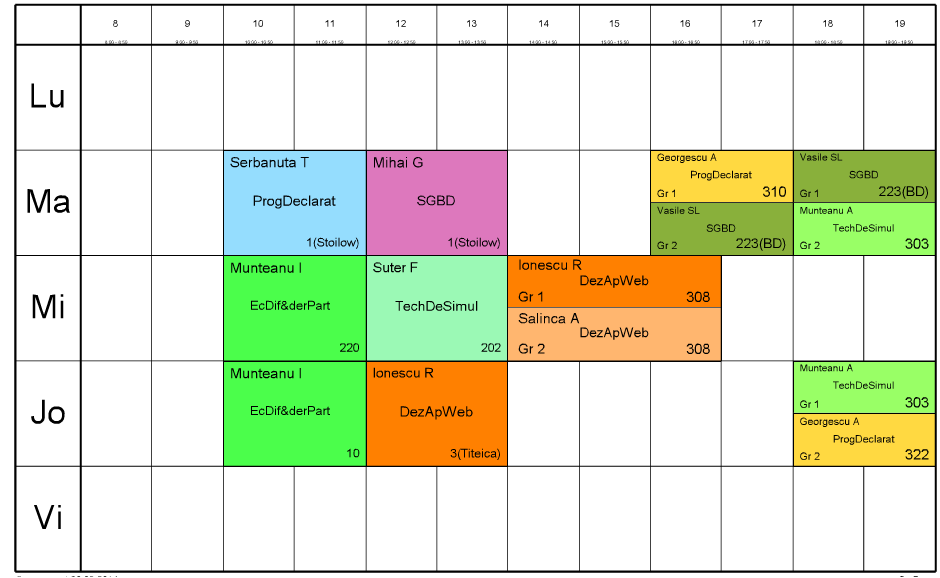 8 9 10 11 12 13 14 15 16 17 18 19
8:00 - 8:50 9:00 - 9:50 10:00 - 10:50 11:00 - 11:50 12:00 - 12:50 13:00 - 13:50 14:00 - 14:50 15:00 - 15:50 16:00 - 16:50 17:00 - 17:50 18:00 - 18:50 19:00 - 19:50
Lu
Ma
Serbanuta T
ProgDeclarat
1(Stoilow)
Mihai G
SGBD
1(Stoilow)
Georgescu A
ProgDeclarat
Gr 1 310
Vasile SL
SGBD
Gr 2 223(BD)
Vasile SL
SGBD
Gr 1 223(BD)
Munteanu A
TechDeSimul
Gr 2 303
Mi
Munteanu I
EcDif&derPart
220
Suter F
TechDeSimul
202
Ionescu R
DezApWeb
Gr 1 308
Salinca A
DezApWeb
Gr 2 308
Jo
Munteanu I
EcDif&derPart
10
Ionescu R
DezApWeb
3(Titeica)
Munteanu A
TechDeSimul
Gr 1 303
Georgescu A
ProgDeclarat
Gr 2 322
Vi